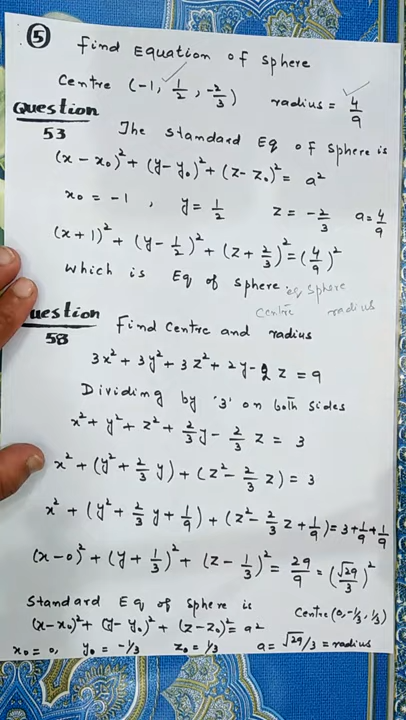 ⑤ Find Equation of Sphere
Centre (-1, 1/2, -2/3) radius = 4/9
Question 53
The Standard Eq of Sphere is
(x - x₀)² + (y - y₀)² + (z - z₀)² = a²
x₀ = -1 , y = 1/2 z = -2/3 a = 4/9
(x + 1)² + (y - 1/2)² + (z + 2/3)² = (4/9)²
which is Eq of sphere eq sphere
centre radius
uestion 58
Find Centre and radius
3x² + 3y² + 3z² + 2y - 2z = 9
Dividing by '3' on both sides
x² + y² + z² + 2/3 y - 2/3 z = 3
x² + (y² + 2/3 y) + (z² - 2/3 z) = 3
x² + (y² + 2/3 y + 1/9) + (z² - 2/3 z + 1/9) = 3 + 1/9 + 1/9
(x - 0)² + (y + 1/3)² + (z - 1/3)² = 29/9 = (√29/3)²
Standard Eq of sphere is Centre (0, -1/3, 1/3)
(x - x₀)² + (y - y₀)² + (z - z₀)² = a²
x₀ = 0, y₀ = -1/3 z₀ = 1/3 a = √29/3 = radius